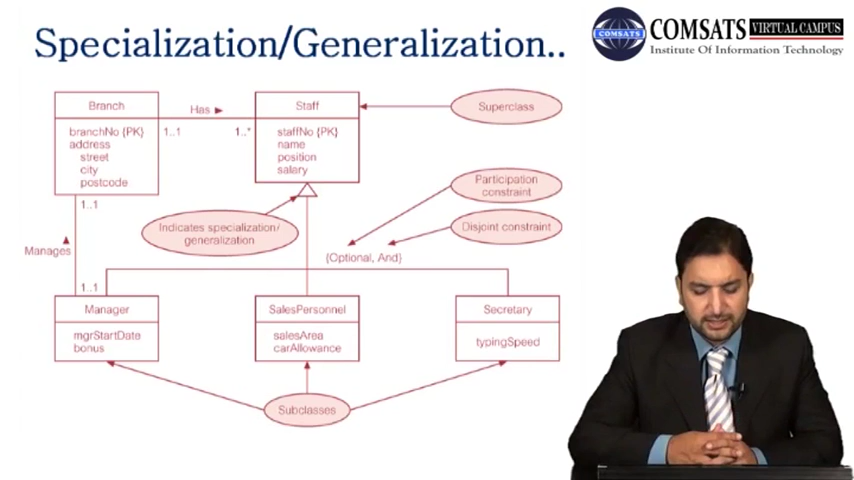 Specialization/Generalization..
COMSATS
COMSATS VIRTUAL CAMPUS
Institute Of Information Technology
Branch
Has ▶
Staff
Superclass
branchNo {PK}
address
street
city
postcode
1..1
1..*
staffNo {PK}
name
position
salary
Participation
constraint
1..1
Indicates specialization/
generalization
Disjoint constraint
Manages
{Optional, And}
1..1
Manager
SalesPersonnel
Secretary
mgrStartDate
bonus
salesArea
carAllowance
typingSpeed
Subclasses